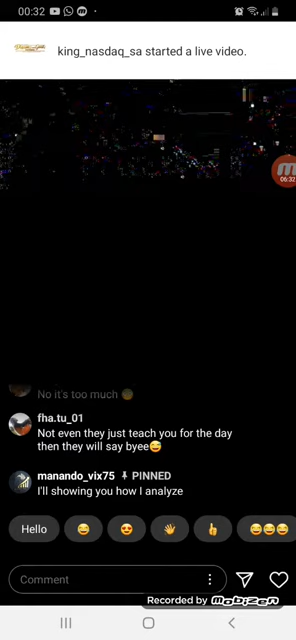 00:32
king_nasdaq_sa started a live video.
06:32
No it's too much
fha.tu_01
Not even they just teach you for the day
then they will say byee
manando_vix75 PINNED
I'll showing you how I analyze
Hello
Comment
Recorded by Mobizen